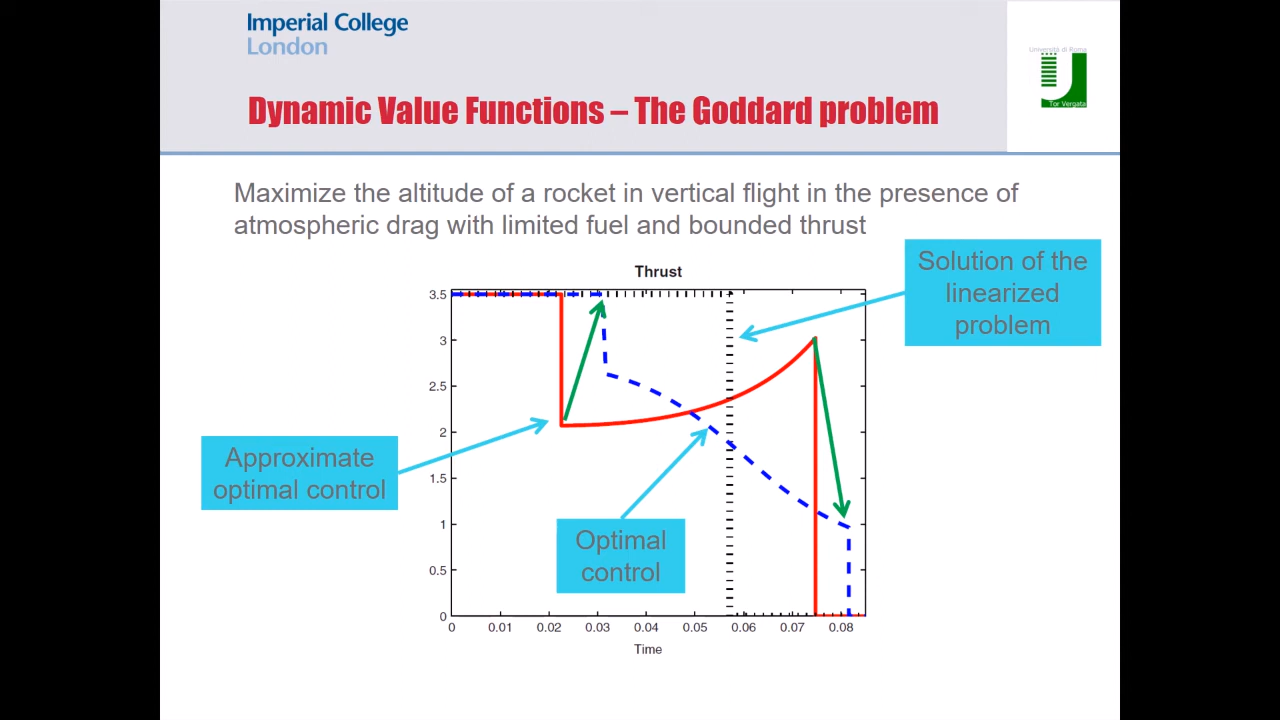 Imperial College
London
Università di Roma
Tor Vergata
Dynamic Value Functions – The Goddard problem
Maximize the altitude of a rocket in vertical flight in the presence of
atmospheric drag with limited fuel and bounded thrust
Solution of the
linearized
problem
Thrust
3.5
3
2.5
2
1.5
1
0.5
0
Approximate
optimal control
Optimal
control
0 0.01 0.02 0.03 0.04 0.05 0.06 0.07 0.08
Time